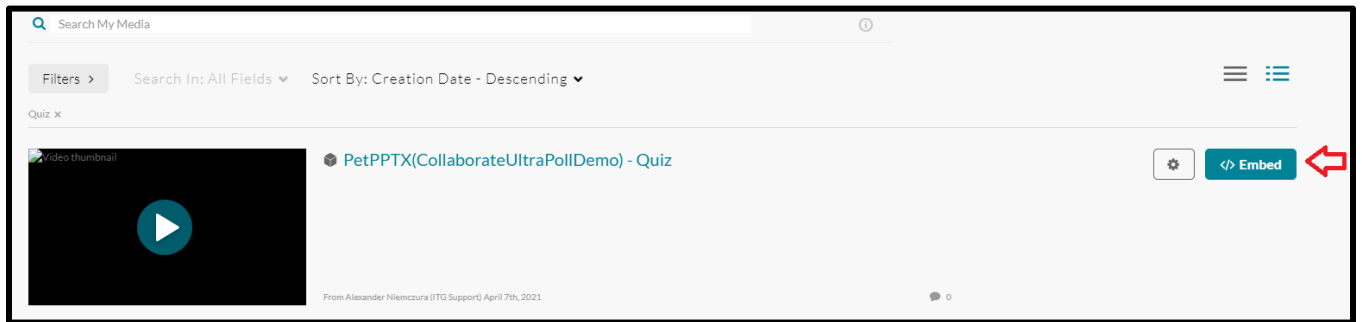 Search My Media
Filters > Search In: All Fields Sort By: Creation Date - Descending
Quiz ×
Video thumbnail
PetPPTX(CollaborateUltraPollDemo) - Quiz
</> Embed
From Alexander Niemczura (ITG Support) April 7th, 2021
0